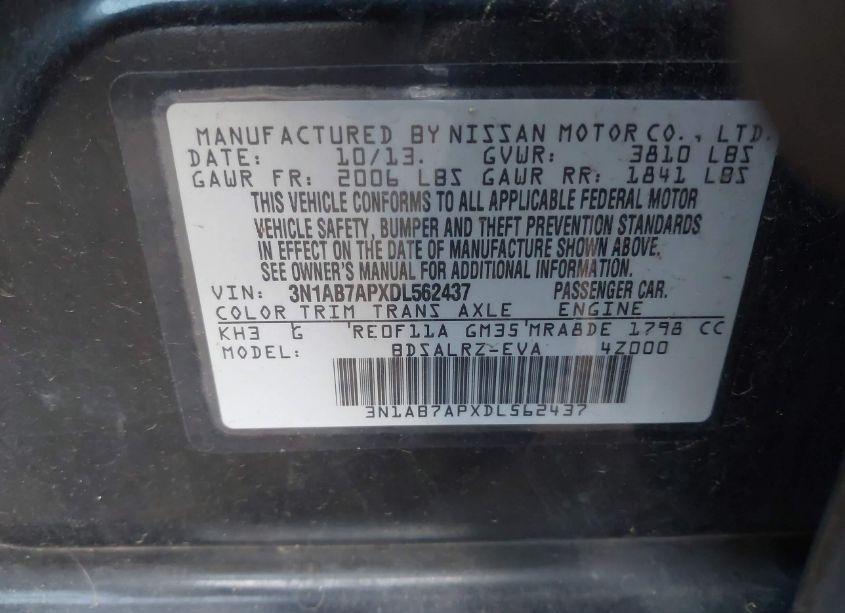 MANUFACTURED BY NISSAN MOTOR CO., LTD.
DATE: 10/13. GVWR: 3810 LBS
GAWR FR: 2006 LBS GAWR RR: 1841 LBS
THIS VEHICLE CONFORMS TO ALL APPLICABLE FEDERAL MOTOR
VEHICLE SAFETY, BUMPER AND THEFT PREVENTION STANDARDS
IN EFFECT ON THE DATE OF MANUFACTURE SHOWN ABOVE.
SEE OWNER'S MANUAL FOR ADDITIONAL INFORMATION.
VIN: 3N1AB7APXDL562437 PASSENGER CAR.
COLOR TRIM TRANS AXLE ENGINE
KH3 G RE0F11A GM35 MRA8DE 1798 CC
MODEL: BDSALRZ-EVA 4Z000
3N1AB7APXDL562437